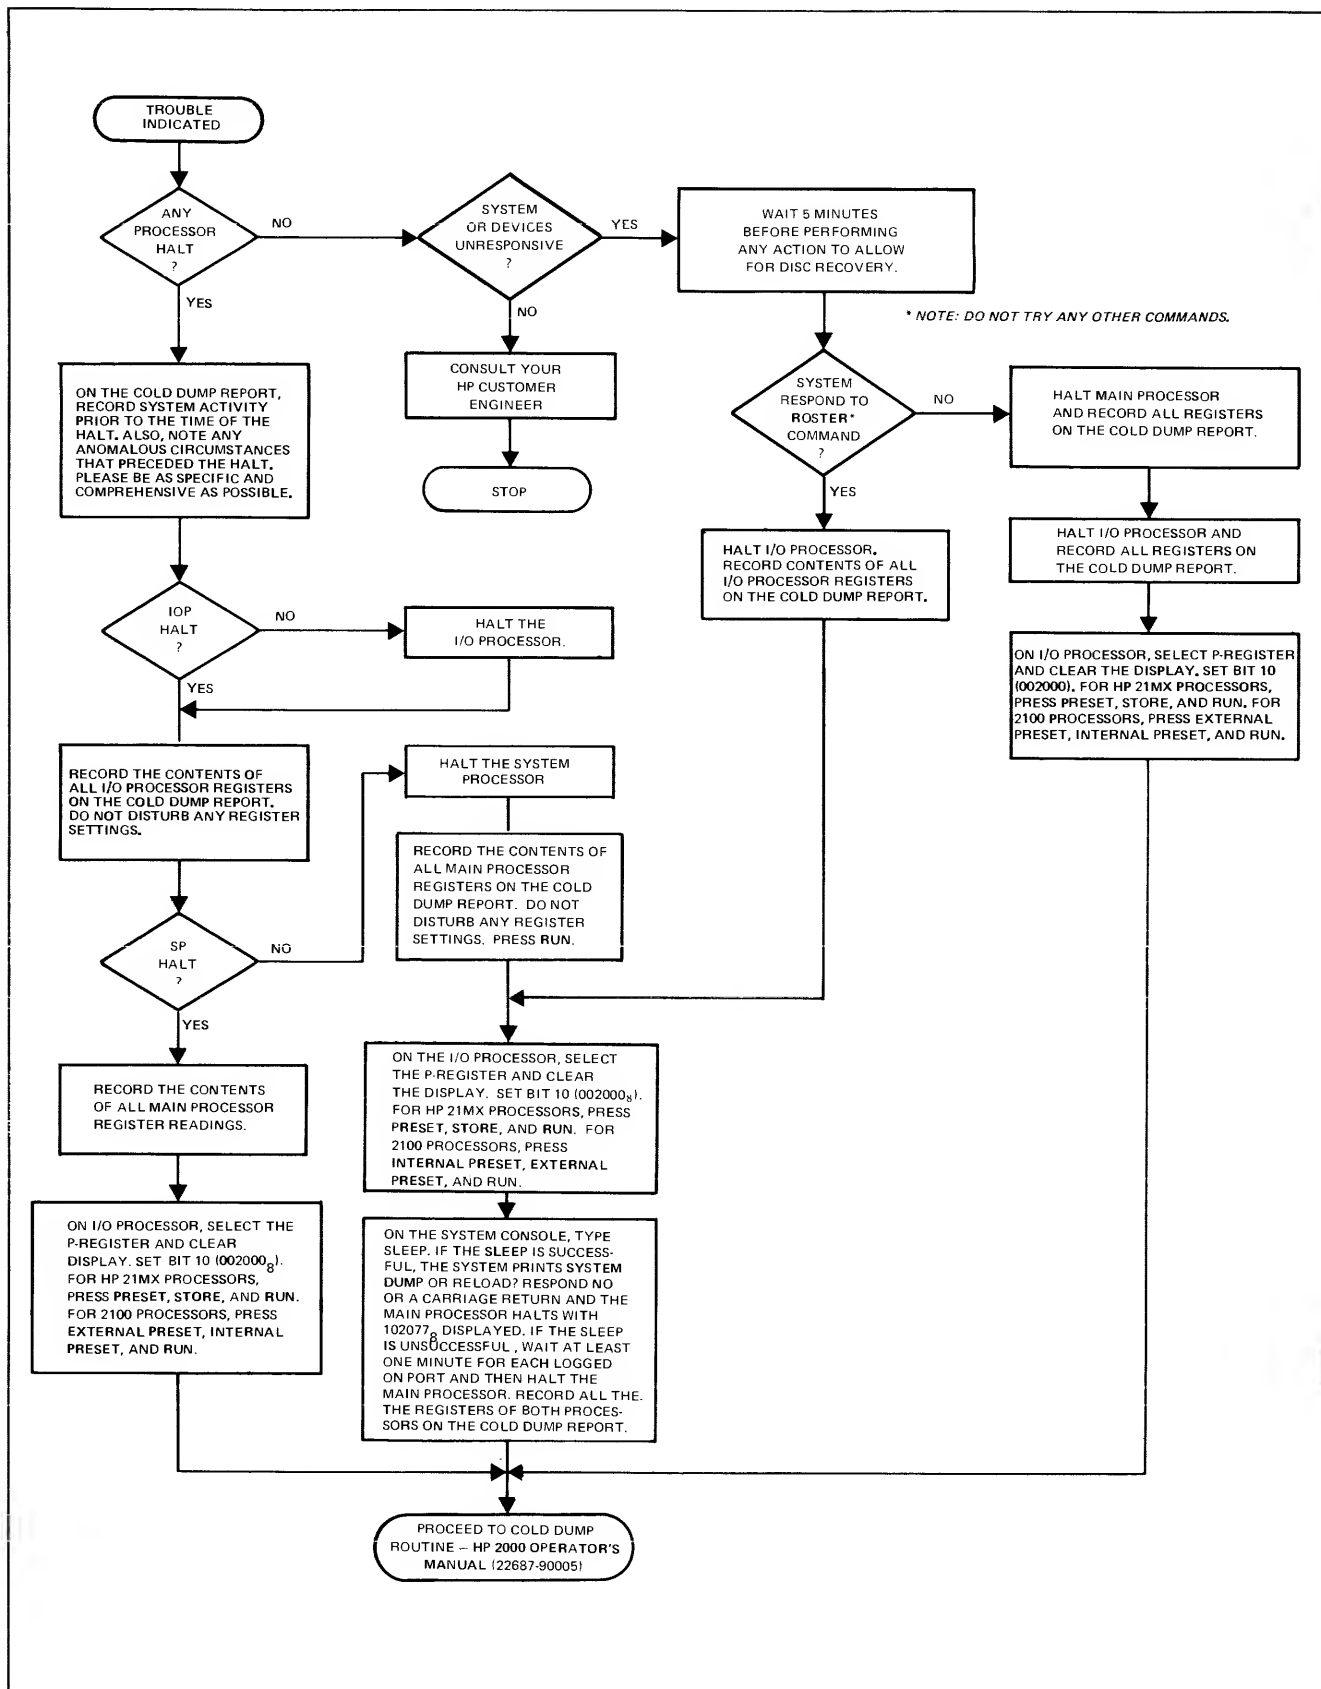 TROUBLE
INDICATED
ANY
PROCESSOR
HALT
?
NO
YES
SYSTEM
OR DEVICES
UNRESPONSIVE
?
YES
NO
WAIT 5 MINUTES
BEFORE PERFORMING
ANY ACTION TO ALLOW
FOR DISC RECOVERY.
* NOTE: DO NOT TRY ANY OTHER COMMANDS.
CONSULT YOUR
HP CUSTOMER
ENGINEER
STOP
SYSTEM
RESPOND TO
ROSTER*
COMMAND
?
NO
YES
HALT MAIN PROCESSOR
AND RECORD ALL REGISTERS
ON THE COLD DUMP REPORT.
ON THE COLD DUMP REPORT,
RECORD SYSTEM ACTIVITY
PRIOR TO THE TIME OF THE
HALT. ALSO, NOTE ANY
ANOMALOUS CIRCUMSTANCES
THAT PRECEDED THE HALT.
PLEASE BE AS SPECIFIC AND
COMPREHENSIVE AS POSSIBLE.
HALT I/O PROCESSOR.
RECORD CONTENTS OF ALL
I/O PROCESSOR REGISTERS
ON THE COLD DUMP REPORT.
HALT I/O PROCESSOR AND
RECORD ALL REGISTERS ON
THE COLD DUMP REPORT.
IOP
HALT
?
NO
YES
HALT THE
I/O PROCESSOR.
ON I/O PROCESSOR, SELECT P-REGISTER
AND CLEAR THE DISPLAY. SET BIT 10
(002000). FOR HP 21MX PROCESSORS,
PRESS PRESET, STORE, AND RUN. FOR
2100 PROCESSORS, PRESS EXTERNAL
PRESET, INTERNAL PRESET, AND RUN.
RECORD THE CONTENTS OF
ALL I/O PROCESSOR REGISTERS
ON THE COLD DUMP REPORT.
DO NOT DISTURB ANY REGISTER
SETTINGS.
HALT THE SYSTEM
PROCESSOR
RECORD THE CONTENTS OF
ALL MAIN PROCESSOR
REGISTERS ON THE COLD
DUMP REPORT. DO NOT
DISTURB ANY REGISTER
SETTINGS. PRESS RUN.
SP
HALT
?
NO
YES
RECORD THE CONTENTS
OF ALL MAIN PROCESSOR
REGISTER READINGS.
ON THE I/O PROCESSOR, SELECT
THE P-REGISTER AND CLEAR
THE DISPLAY. SET BIT 10 (002000₈).
FOR HP 21MX PROCESSORS, PRESS
PRESET, STORE, AND RUN. FOR
2100 PROCESSORS, PRESS
INTERNAL PRESET, EXTERNAL
PRESET, AND RUN.
ON I/O PROCESSOR, SELECT THE
P-REGISTER AND CLEAR
DISPLAY. SET BIT 10 (002000₈).
FOR HP 21MX PROCESSORS,
PRESS PRESET, STORE, AND RUN.
FOR 2100 PROCESSORS, PRESS
EXTERNAL PRESET, INTERNAL
PRESET, AND RUN.
ON THE SYSTEM CONSOLE, TYPE
SLEEP. IF THE SLEEP IS SUCCESS-
FUL, THE SYSTEM PRINTS SYSTEM
DUMP OR RELOAD? RESPOND NO
OR A CARRIAGE RETURN AND THE
MAIN PROCESSOR HALTS WITH
102077₈ DISPLAYED. IF THE SLEEP
IS UNSUCCESSFUL, WAIT AT LEAST
ONE MINUTE FOR EACH LOGGED
ON PORT AND THEN HALT THE
MAIN PROCESSOR. RECORD ALL THE.
THE REGISTERS OF BOTH PROCES-
SORS ON THE COLD DUMP REPORT.
PROCEED TO COLD DUMP
ROUTINE – HP 2000 OPERATOR'S
MANUAL (22687-90005)